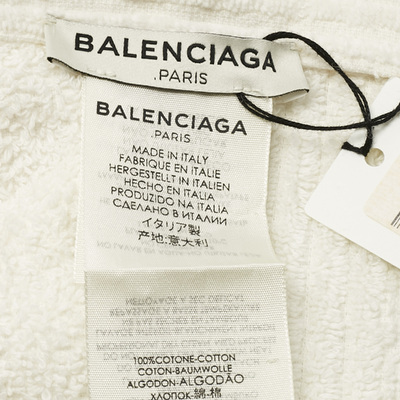 BALENCIAGA
.PARIS
BALENCIAGA
.PARIS
MADE IN ITALY
FABRIQUE EN ITALIE
HERGESTELLT IN ITALIEN
HECHO EN ITALIA
PRODUZIDO NA ITALIA
СДЕЛАНО В ИТАЛИИ
イタリア製
产地:意大利
100%COTONE-COTTON
COTON-BAUMWOLLE
ALGODON-ALGODÃO
ХЛОПОК-綿-棉